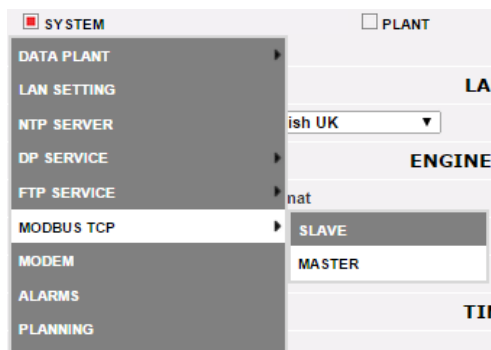 SYSTEM
PLANT
DATA PLANT
LAN SETTING
LA
NTP SERVER
ish UK
DP SERVICE
ENGINE
FTP SERVICE
nat
MODBUS TCP
SLAVE
MODEM
MASTER
ALARMS
TI
PLANNING